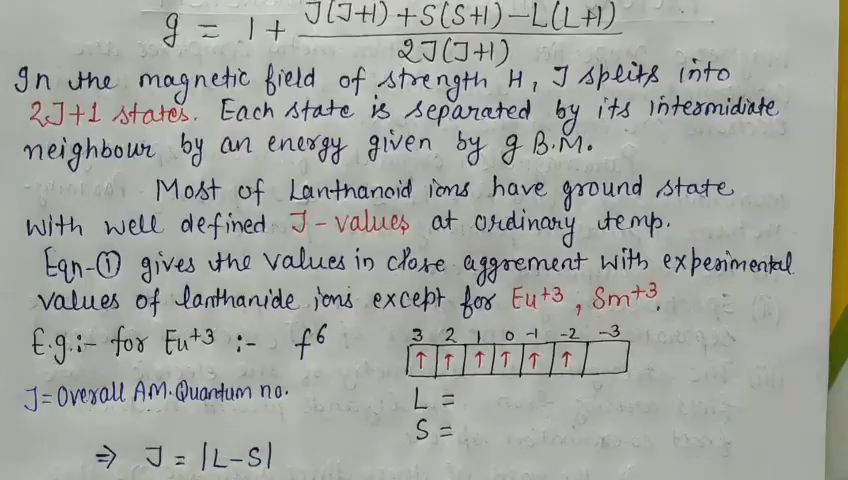 g = 1 + J(J+1) + S(S+1) - L(L+1) / 2J(J+1)
In the magnetic field of strength H, J splits into
2J+1 states. Each state is separated by its intermidiate
neighbour by an energy given by g B.M.
Most of Lanthanoid ions have ground state
with well defined J-values at ordinary temp.
Eqn-① gives the values in close aggrement with experimental
values of lanthanide ions except for Eu+3, Sm+3.
E.g:- for Eu+3 :- f6
3 2 1 0 -1 -2 -3
↑ ↑ ↑ ↑ ↑ ↑
J = Overall AM. Quantum no.
L =
S =
⇒ J = |L-S|